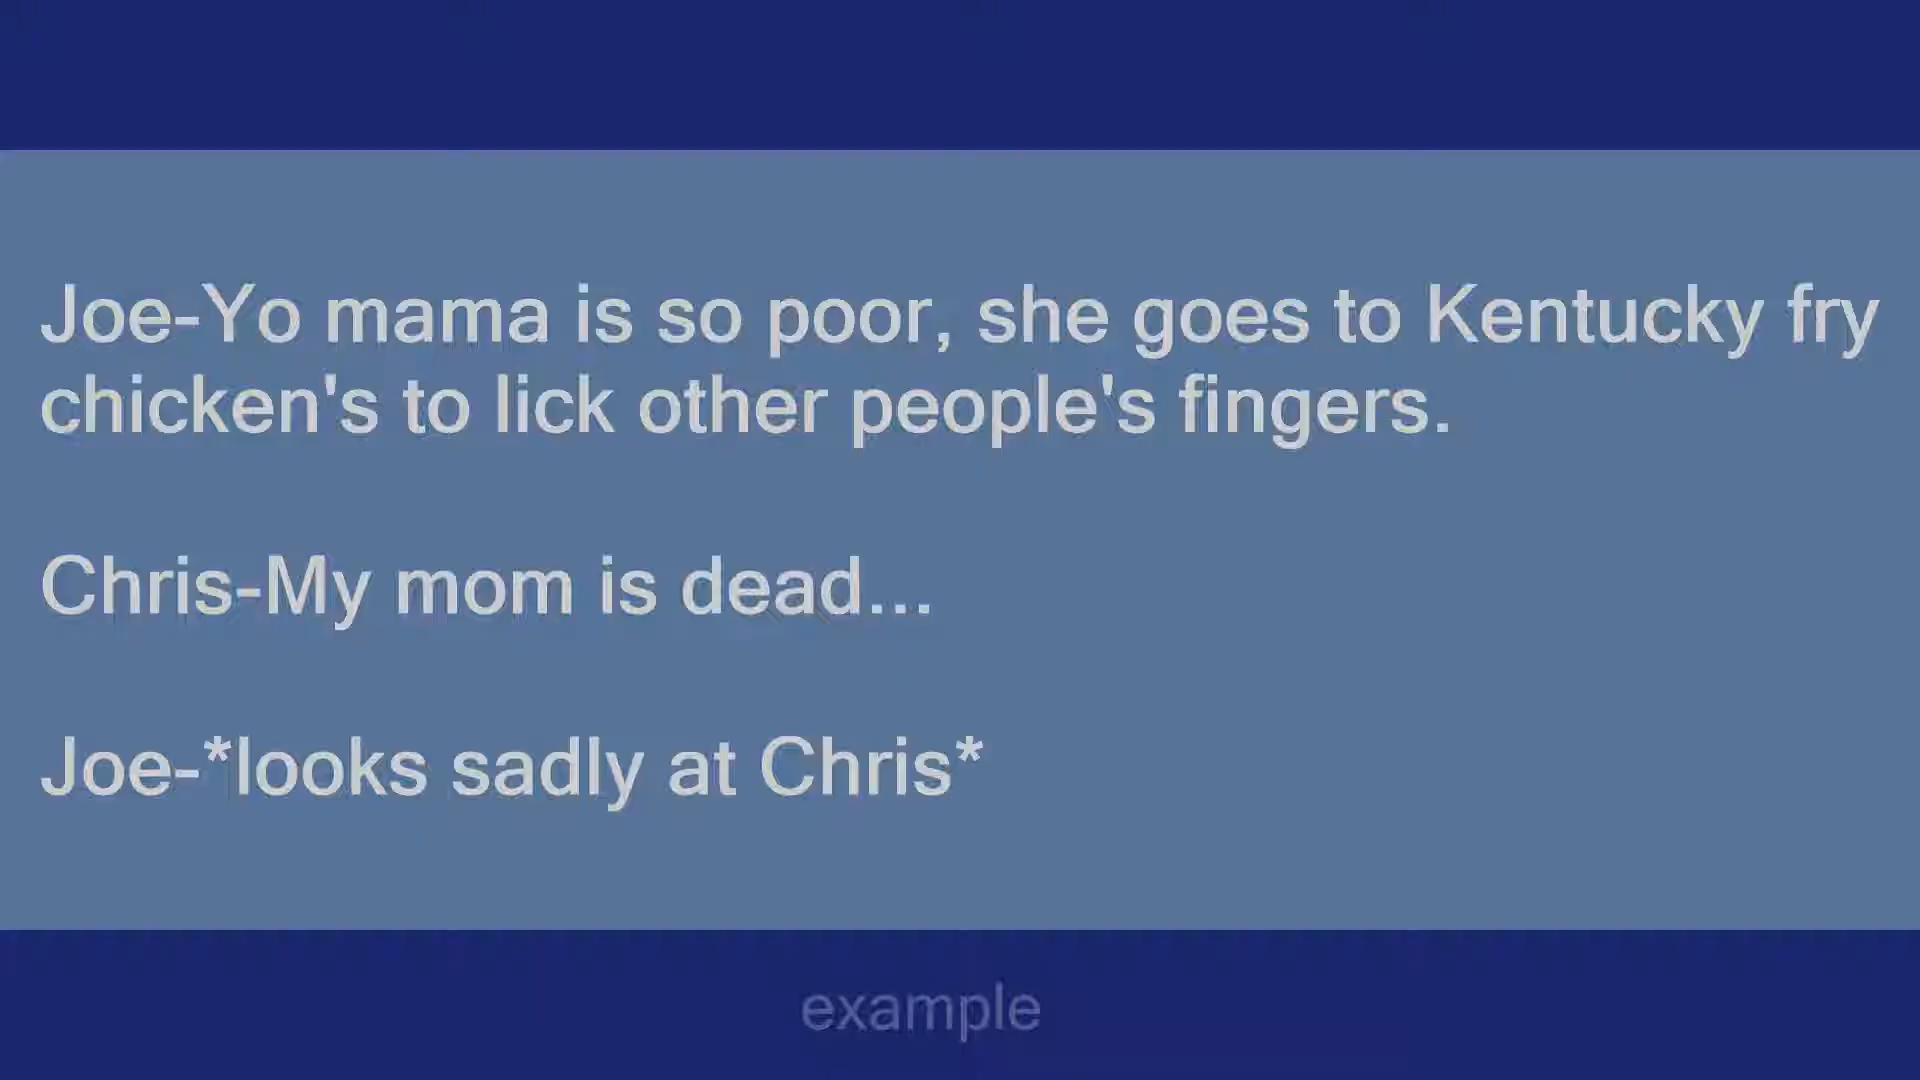 Joe-Yo mama is so poor, she goes to Kentucky fry
chicken's to lick other people's fingers.
Chris-My mom is dead...
Joe-*looks sadly at Chris*
example